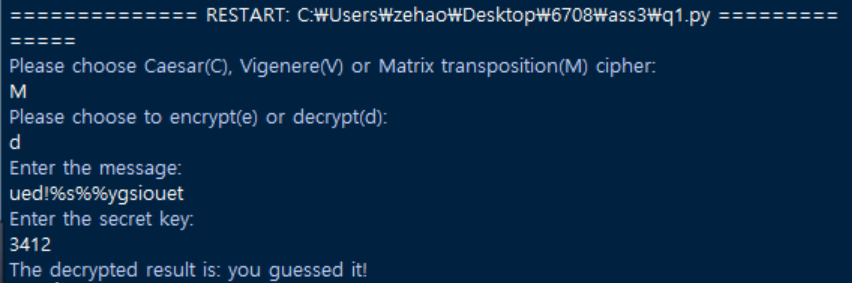 ============== RESTART: C:₩Users₩zehao₩Desktop₩6708₩ass3₩q1.py =========
=====
Please choose Caesar(C), Vigenere(V) or Matrix transposition(M) cipher:
M
Please choose to encrypt(e) or decrypt(d):
d
Enter the message:
ued!%s%%ygsiouet
Enter the secret key:
3412
The decrypted result is: you guessed it!